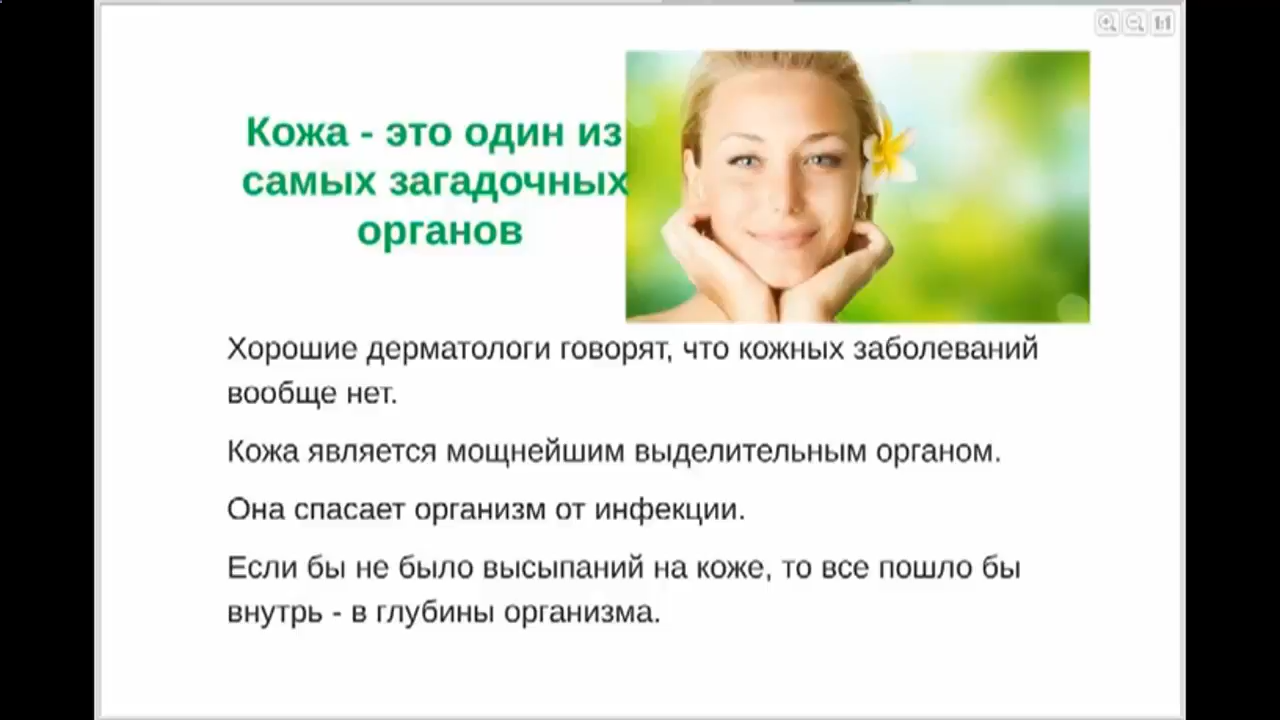 Кожа - это один из
самых загадочных
органов
Хорошие дерматологи говорят, что кожных заболеваний
вообще нет.
Кожа является мощнейшим выделительным органом.
Она спасает организм от инфекции.
Если бы не было высыпаний на коже, то все пошло бы
внутрь - в глубины организма.